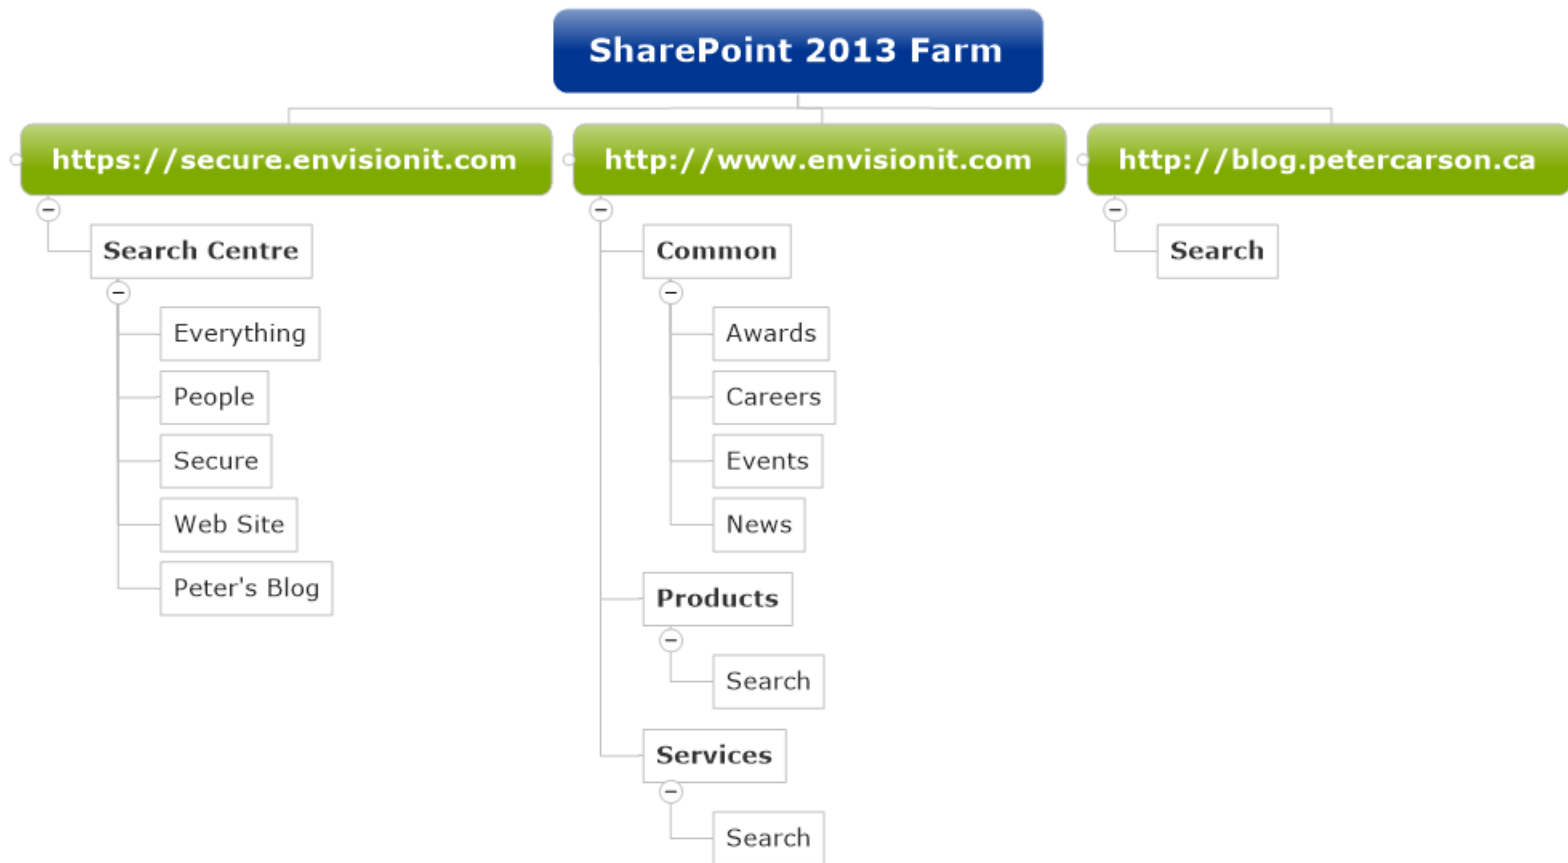 SharePoint 2013 Farm
https://secure.envisionit.com
http://www.envisionit.com
http://blog.petercarson.ca
Search Centre
Everything
People
Secure
Web Site
Peter's Blog
Common
Awards
Careers
Events
News
Products
Search
Services
Search
Search